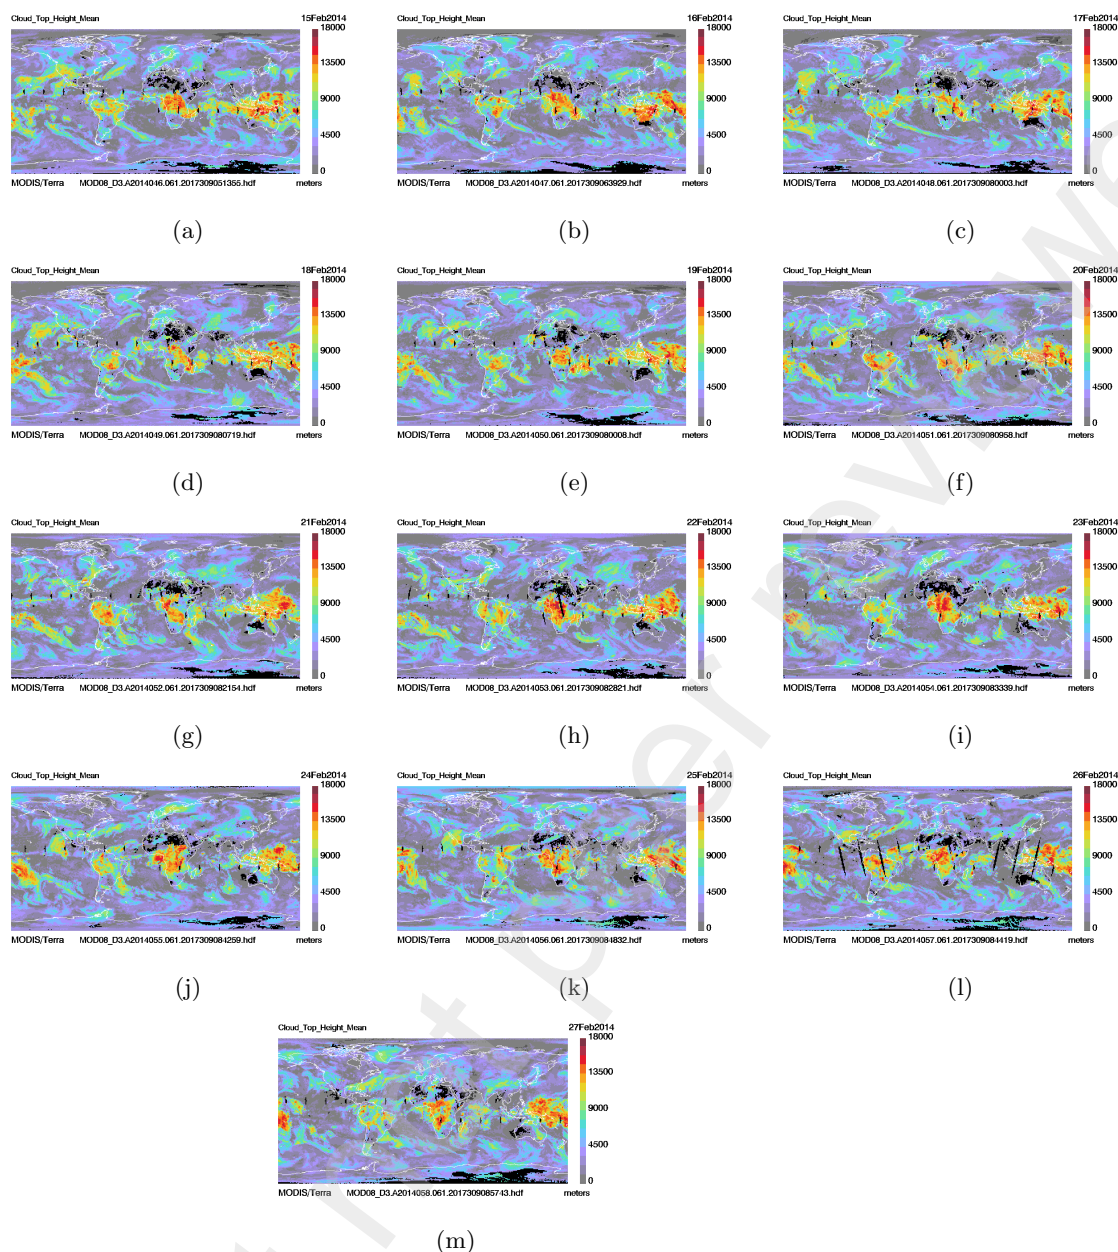 Cloud_Top_Height_Mean 15Feb2014
18000
13500
9000
4500
0
MODIS/Terra MOD08_D3.A2014046.061.2017309051355.hdf meters
(a)
Cloud_Top_Height_Mean 16Feb2014
18000
13500
9000
4500
0
MODIS/Terra MOD08_D3.A2014047.061.2017309063929.hdf meters
(b)
Cloud_Top_Height_Mean 17Feb2014
18000
13500
9000
4500
0
MODIS/Terra MOD08_D3.A2014048.061.2017309080003.hdf meters
(c)
Cloud_Top_Height_Mean 18Feb2014
18000
13500
9000
4500
0
MODIS/Terra MOD08_D3.A2014049.061.2017309080719.hdf meters
(d)
Cloud_Top_Height_Mean 19Feb2014
18000
13500
9000
4500
0
MODIS/Terra MOD08_D3.A2014050.061.2017309080008.hdf meters
(e)
Cloud_Top_Height_Mean 20Feb2014
18000
13500
9000
4500
0
MODIS/Terra MOD08_D3.A2014051.061.2017309080958.hdf meters
(f)
Cloud_Top_Height_Mean 21Feb2014
18000
13500
9000
4500
0
MODIS/Terra MOD08_D3.A2014052.061.2017309082154.hdf meters
(g)
Cloud_Top_Height_Mean 22Feb2014
18000
13500
9000
4500
0
MODIS/Terra MOD08_D3.A2014053.061.2017309082821.hdf meters
(h)
Cloud_Top_Height_Mean 23Feb2014
18000
13500
9000
4500
0
MODIS/Terra MOD08_D3.A2014054.061.2017309083339.hdf meters
(i)
Cloud_Top_Height_Mean 24Feb2014
18000
13500
9000
4500
0
MODIS/Terra MOD08_D3.A2014055.061.2017309084259.hdf meters
(j)
Cloud_Top_Height_Mean 25Feb2014
18000
13500
9000
4500
0
MODIS/Terra MOD08_D3.A2014056.061.2017309084832.hdf meters
(k)
Cloud_Top_Height_Mean 26Feb2014
18000
13500
9000
4500
0
MODIS/Terra MOD08_D3.A2014057.061.2017309084419.hdf meters
(l)
Cloud_Top_Height_Mean 27Feb2014
18000
13500
9000
4500
0
MODIS/Terra MOD08_D3.A2014058.061.2017309085743.hdf meters
(m)